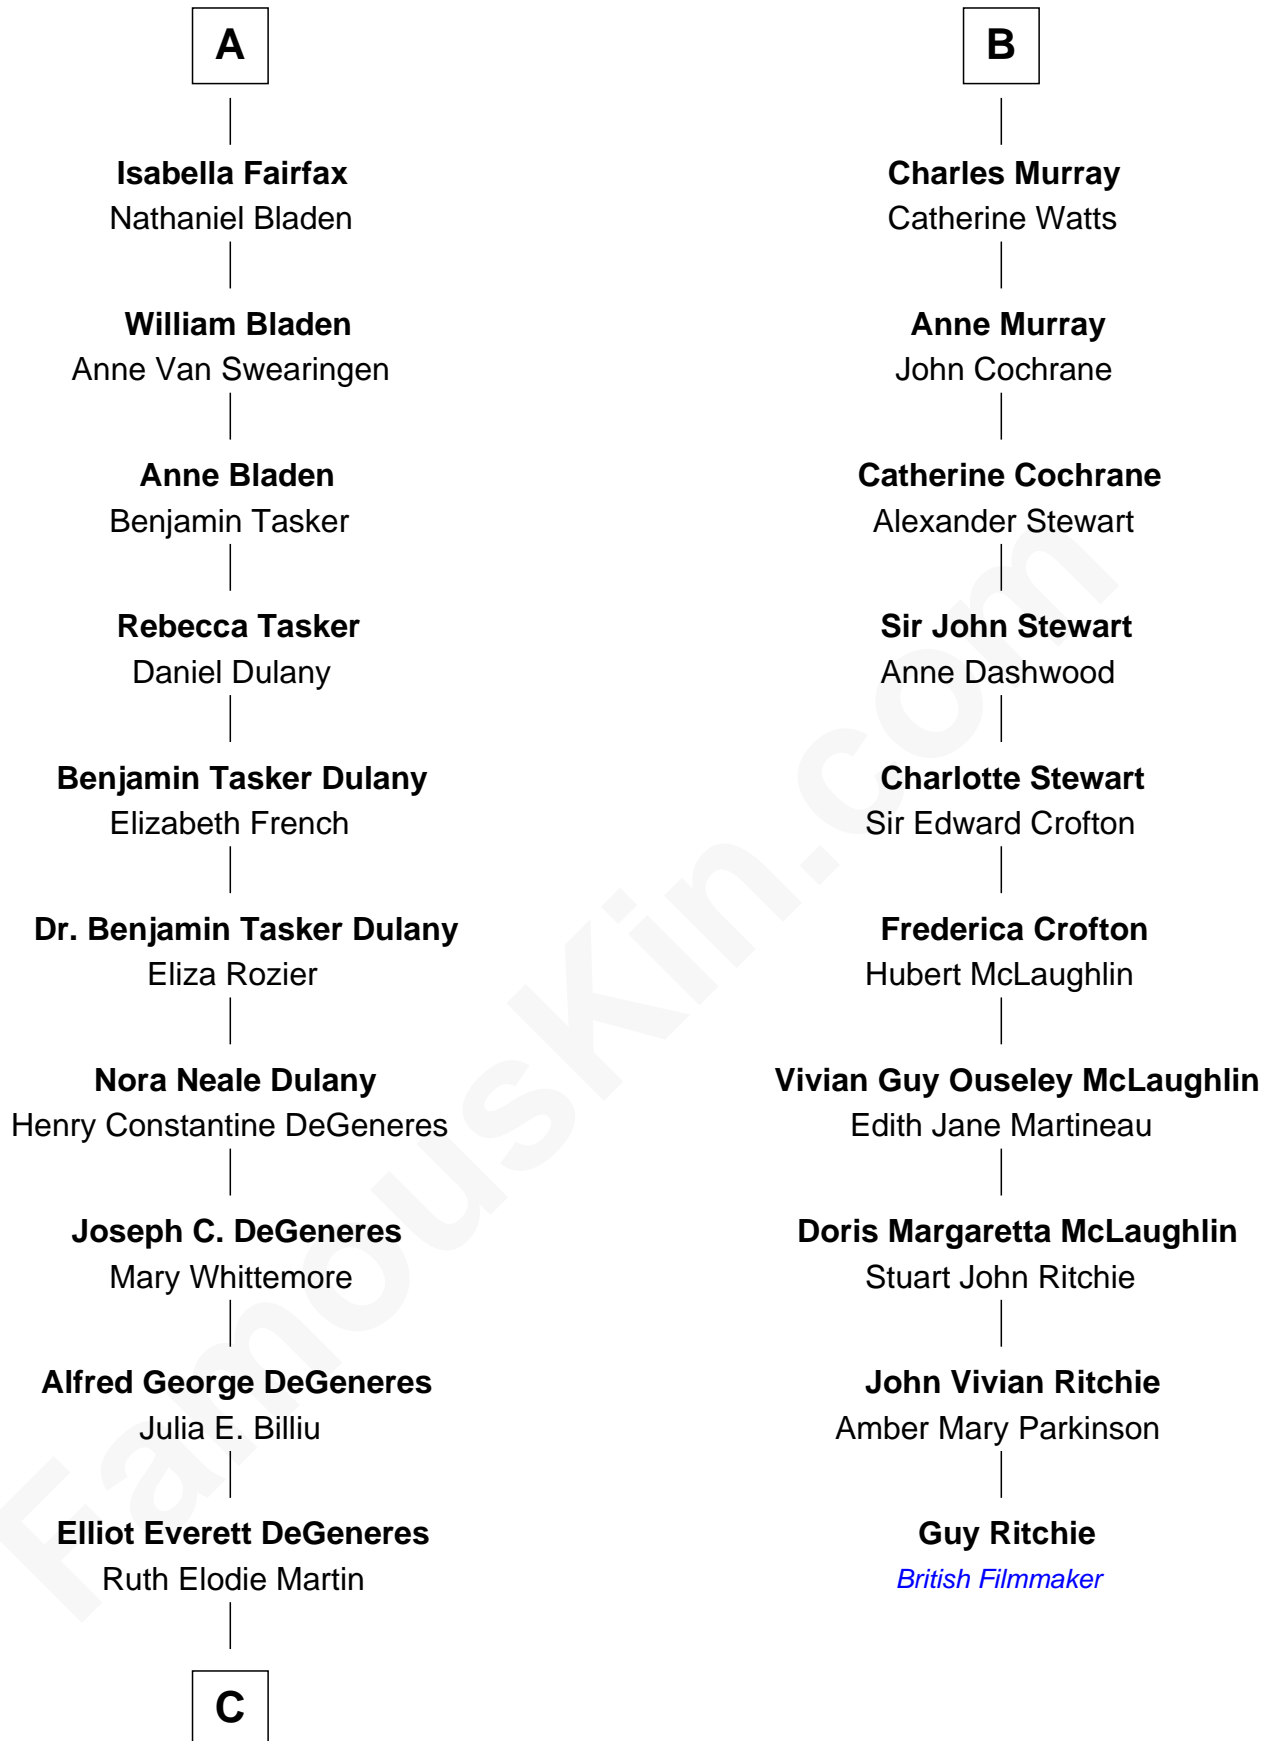 A
Isabella Fairfax
Nathaniel Bladen
William Bladen
Anne Van Swearingen
Anne Bladen
Benjamin Tasker
Rebecca Tasker
Daniel Dulany
Benjamin Tasker Dulany
Elizabeth French
Dr. Benjamin Tasker Dulany
Eliza Rozier
Nora Neale Dulany
Henry Constantine DeGeneres
Joseph C. DeGeneres
Mary Whittemore
Alfred George DeGeneres
Julia E. Billiu
Elliot Everett DeGeneres
Ruth Elodie Martin
C
B
Charles Murray
Catherine Watts
Anne Murray
John Cochrane
Catherine Cochrane
Alexander Stewart
Sir John Stewart
Anne Dashwood
Charlotte Stewart
Sir Edward Crofton
Frederica Crofton
Hubert McLaughlin
Vivian Guy Ouseley McLaughlin
Edith Jane Martineau
Doris Margaretta McLaughlin
Stuart John Ritchie
John Vivian Ritchie
Amber Mary Parkinson
Guy Ritchie
British Filmmaker
FamousKin.com